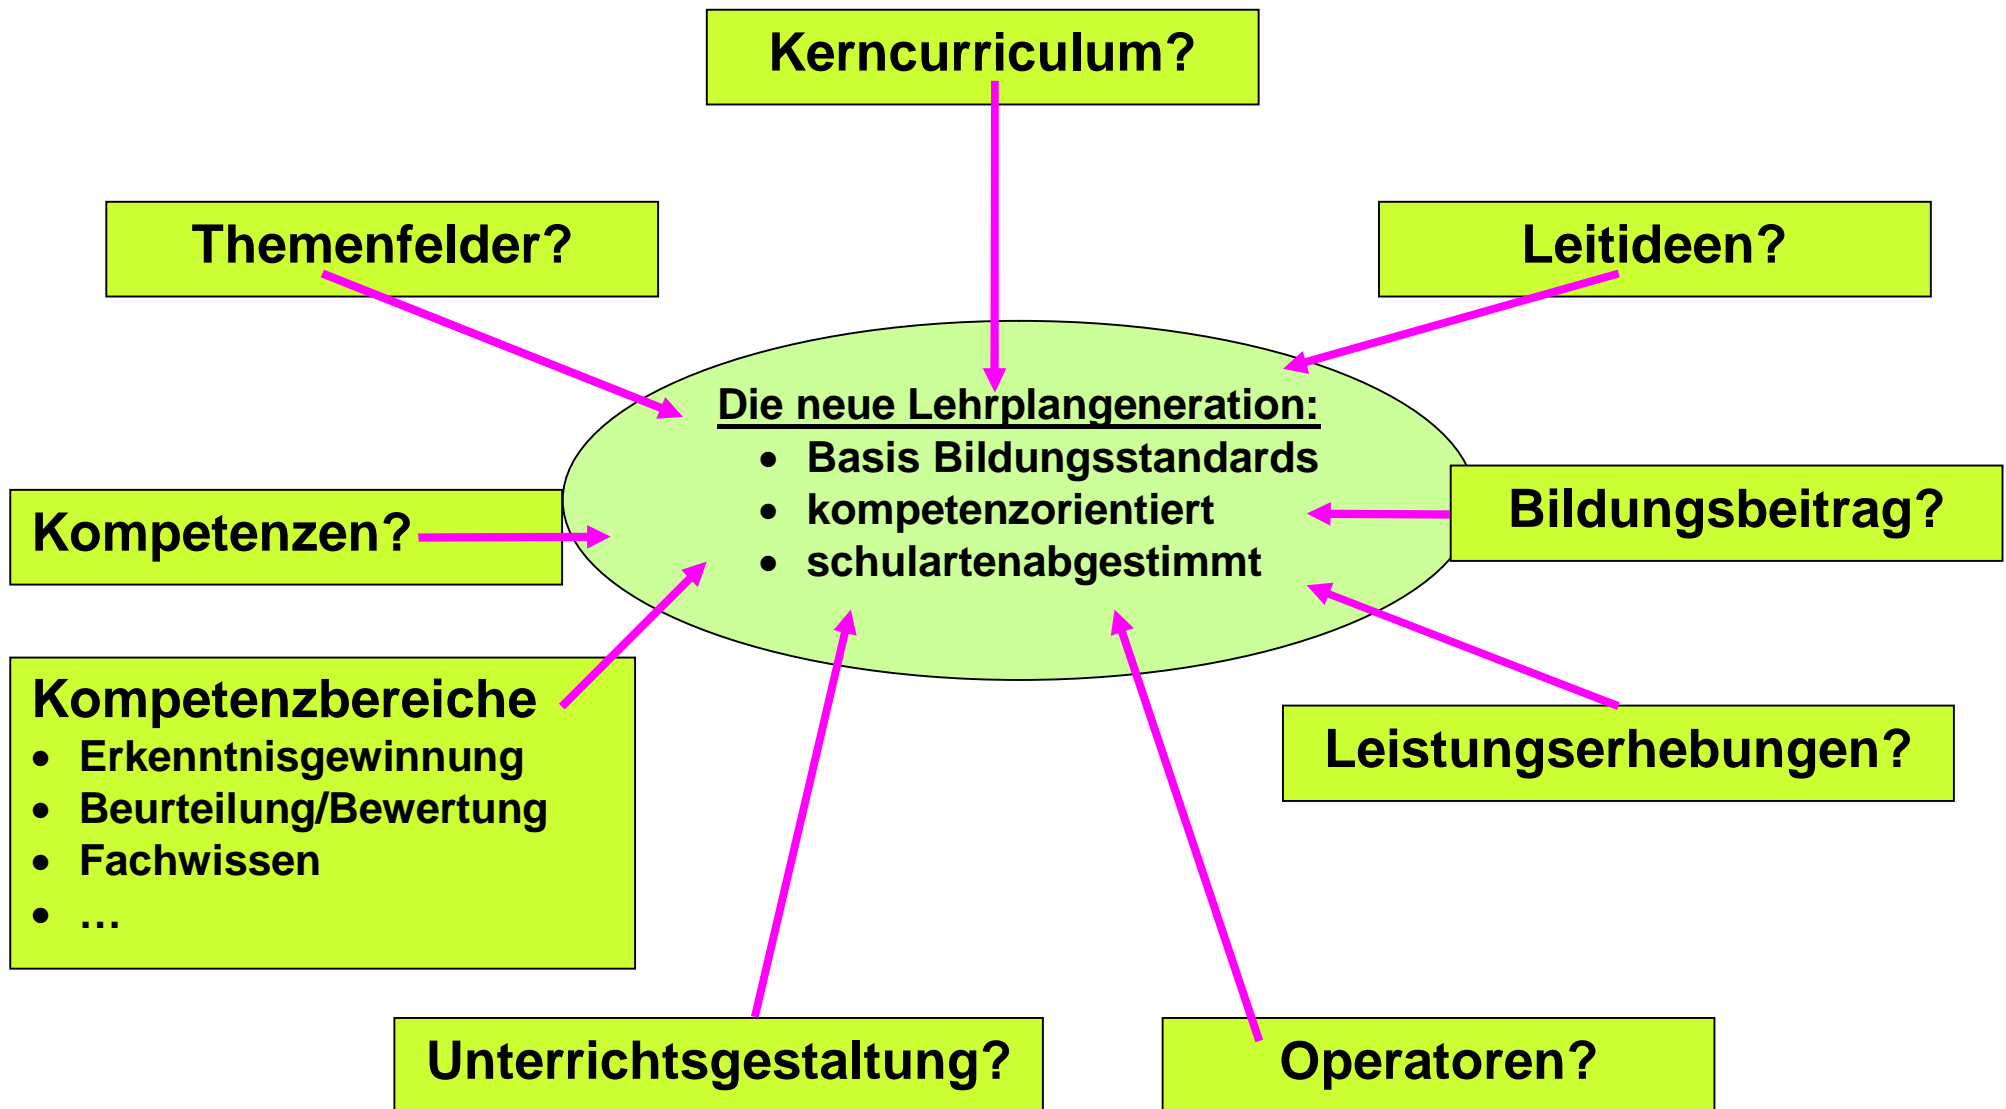 Kerncurriculum?
Themenfelder?
Leitideen?
Die neue Lehrplangeneration:
• Basis Bildungsstandards
• kompetenzorientiert
• schulartenabgestimmt
Kompetenzen?
Bildungsbeitrag?
Kompetenzbereiche
• Erkenntnisgewinnung
• Beurteilung/Bewertung
• Fachwissen
• …
Leistungserhebungen?
Unterrichtsgestaltung?
Operatoren?